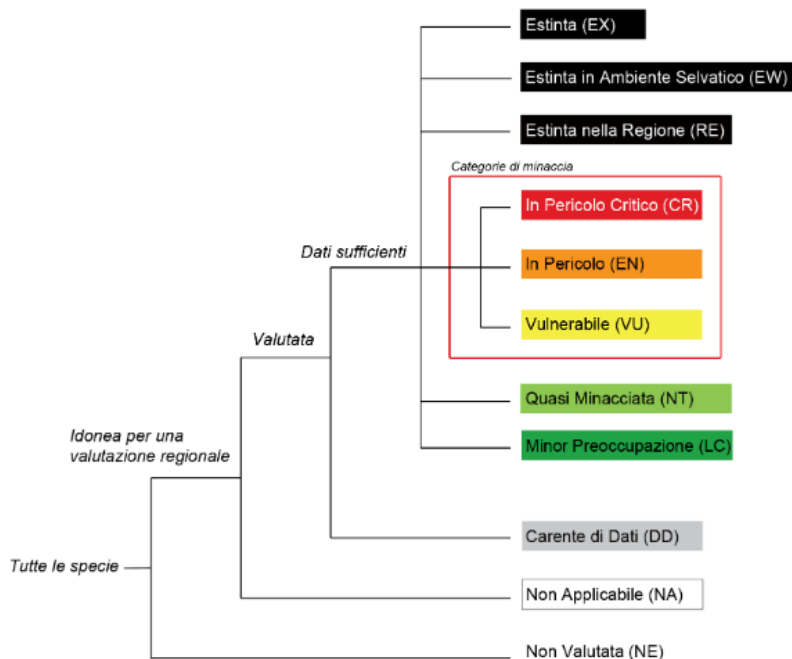 Estinta (EX)
Estinta in Ambiente Selvatico (EW)
Estinta nella Regione (RE)
Categorie di minaccia
In Pericolo Critico (CR)
Dati sufficienti
In Pericolo (EN)
Vulnerabile (VU)
Valutata
Quasi Minacciata (NT)
Idonea per una
valutazione regionale
Minor Preoccupazione (LC)
Carente di Dati (DD)
Tutte le specie
Non Applicabile (NA)
Non Valutata (NE)